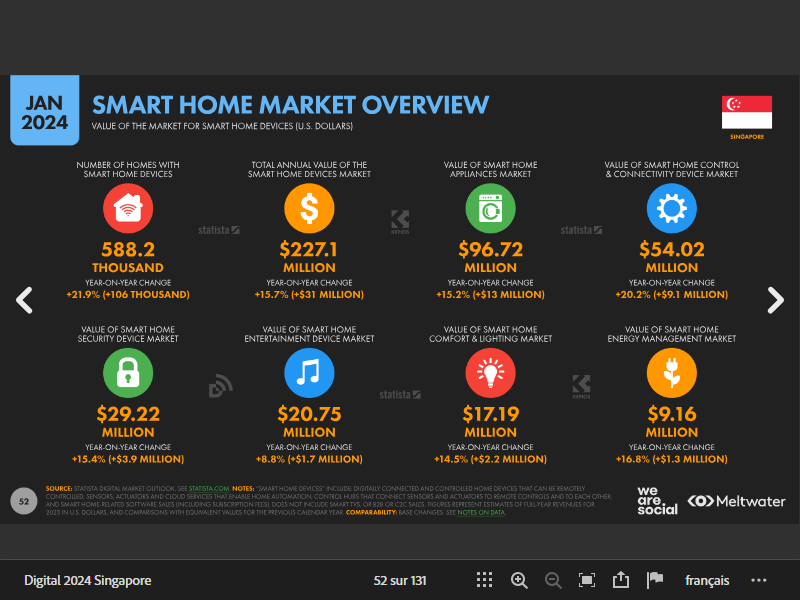 JAN
2024
SMART HOME MARKET OVERVIEW
VALUE OF THE MARKET FOR SMART HOME DEVICES (U.S. DOLLARS)
SINGAPORE
NUMBER OF HOMES WITH
SMART HOME DEVICES
588.2
THOUSAND
YEAR-ON-YEAR CHANGE
+21.9% (+106 THOUSAND)
TOTAL ANNUAL VALUE OF THE
SMART HOME DEVICES MARKET
$227.1
MILLION
YEAR-ON-YEAR CHANGE
+15.7% (+$31 MILLION)
VALUE OF SMART HOME
APPLIANCES MARKET
$96.72
MILLION
YEAR-ON-YEAR CHANGE
+15.2% (+$13 MILLION)
VALUE OF SMART HOME CONTROL
& CONNECTIVITY DEVICE MARKET
$54.02
MILLION
YEAR-ON-YEAR CHANGE
+20.2% (+$9.1 MILLION)
statista
KEPIOS
statista
VALUE OF SMART HOME
SECURITY DEVICE MARKET
$29.22
MILLION
YEAR-ON-YEAR CHANGE
+15.4% (+$3.9 MILLION)
VALUE OF SMART HOME
ENTERTAINMENT DEVICE MARKET
$20.75
MILLION
YEAR-ON-YEAR CHANGE
+8.8% (+$1.7 MILLION)
VALUE OF SMART HOME
COMFORT & LIGHTING MARKET
$17.19
MILLION
YEAR-ON-YEAR CHANGE
+14.5% (+$2.2 MILLION)
VALUE OF SMART HOME
ENERGY MANAGEMENT MARKET
$9.16
MILLION
YEAR-ON-YEAR CHANGE
+16.8% (+$1.3 MILLION)
statista
KEPIOS
52
SOURCE: STATISTA DIGITAL MARKET OUTLOOK. SEE STATISTA.COM. NOTES: "SMART HOME DEVICES" INCLUDE: DIGITALLY CONNECTED AND CONTROLLED HOME DEVICES THAT CAN BE REMOTELY
CONTROLLED; SENSORS, ACTUATORS AND CLOUD SERVICES THAT ENABLE HOME AUTOMATION; CONTROL HUBS THAT CONNECT SENSORS AND ACTUATORS TO REMOTE CONTROLS AND TO EACH OTHER;
AND SMART HOME-RELATED SOFTWARE SALES (INCLUDING SUBSCRIPTION FEES). DOES NOT INCLUDE SMART TVS, OR B2B OR C2C SALES. FIGURES REPRESENT ESTIMATES OF FULL-YEAR REVENUES FOR
2023 IN U.S. DOLLARS, AND COMPARISONS WITH EQUIVALENT VALUES FOR THE PREVIOUS CALENDAR YEAR. COMPARABILITY: BASE CHANGES. SEE NOTES ON DATA.
we
are.
social
Meltwater
Digital 2024 Singapore
52 sur 131
français